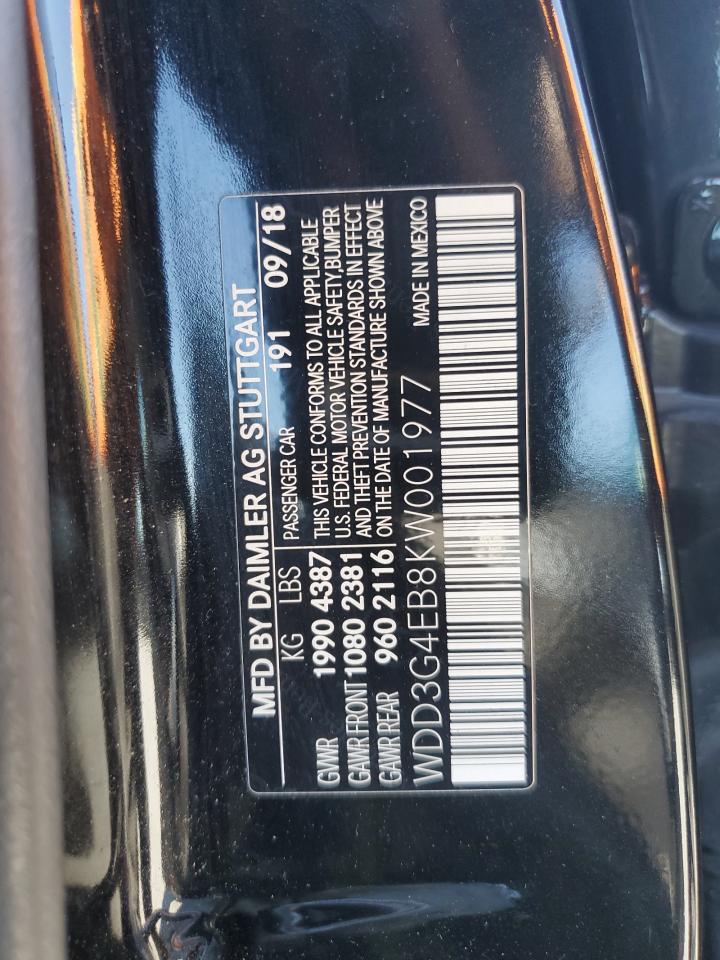 MFD BY DAIMLER AG STUTTGART
KG LBS
PASSENGER CAR 191 09/18
GVWR 1990 4387
GAWR FRONT 1080 2381
GAWR REAR 960 2116
THIS VEHICLE CONFORMS TO ALL APPLICABLE
U.S. FEDERAL MOTOR VEHICLE SAFETY,BUMPER
AND THEFT PREVENTION STANDARDS IN EFFECT
ON THE DATE OF MANUFACTURE SHOWN ABOVE
WDD3G4EB8KW001977 MADE IN MEXICO